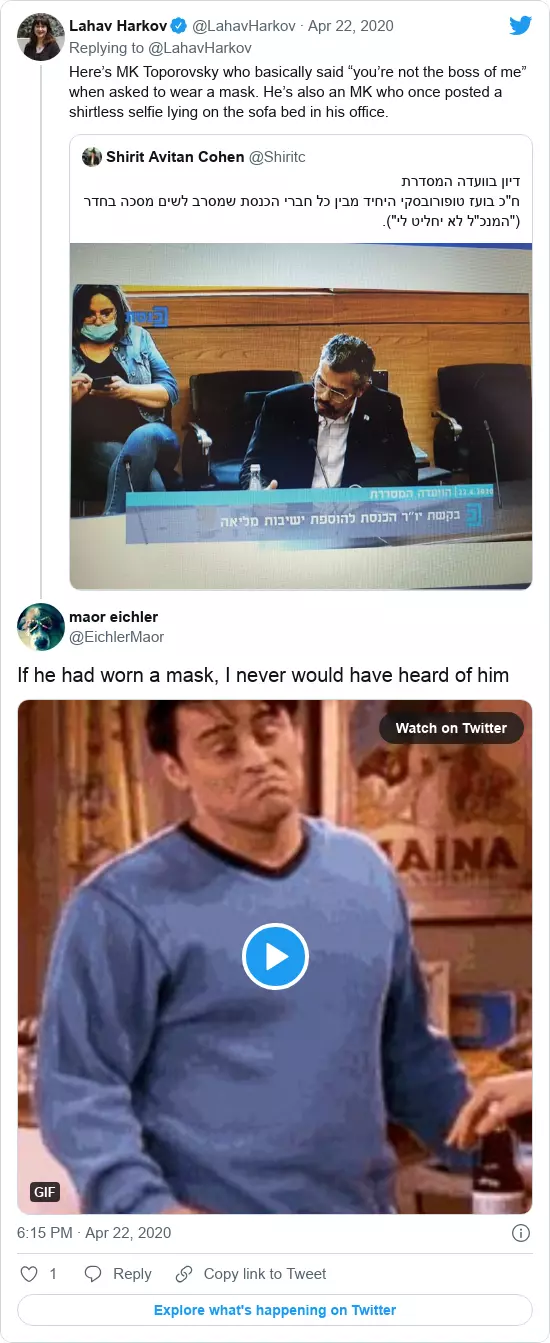 Lahav Harkov @LahavHarkov · Apr 22, 2020
Replying to @LahavHarkov
Here’s MK Toporovsky who basically said “you’re not the boss of me”
when asked to wear a mask. He’s also an MK who once posted a
shirtless selfie lying on the sofa bed in his office.
Shirit Avitan Cohen @Shiritc
דיון בוועדה המסדרת
ח"כ בועז טופורובסקי היחיד מבין כל חברי הכנסת שמסרב לשים מסכה בחדר
("המנכ"ל לא יחליט לי").
כנסת
הוועדה המסדרת
בקשת יו"ר הכנסת להוספת ישיבות מליאה
maor eichler
@EichlerMaor
If he had worn a mask, I never would have heard of him
Watch on Twitter
AINA
GIF
6:15 PM · Apr 22, 2020
1 Reply Copy link to Tweet
Explore what's happening on Twitter